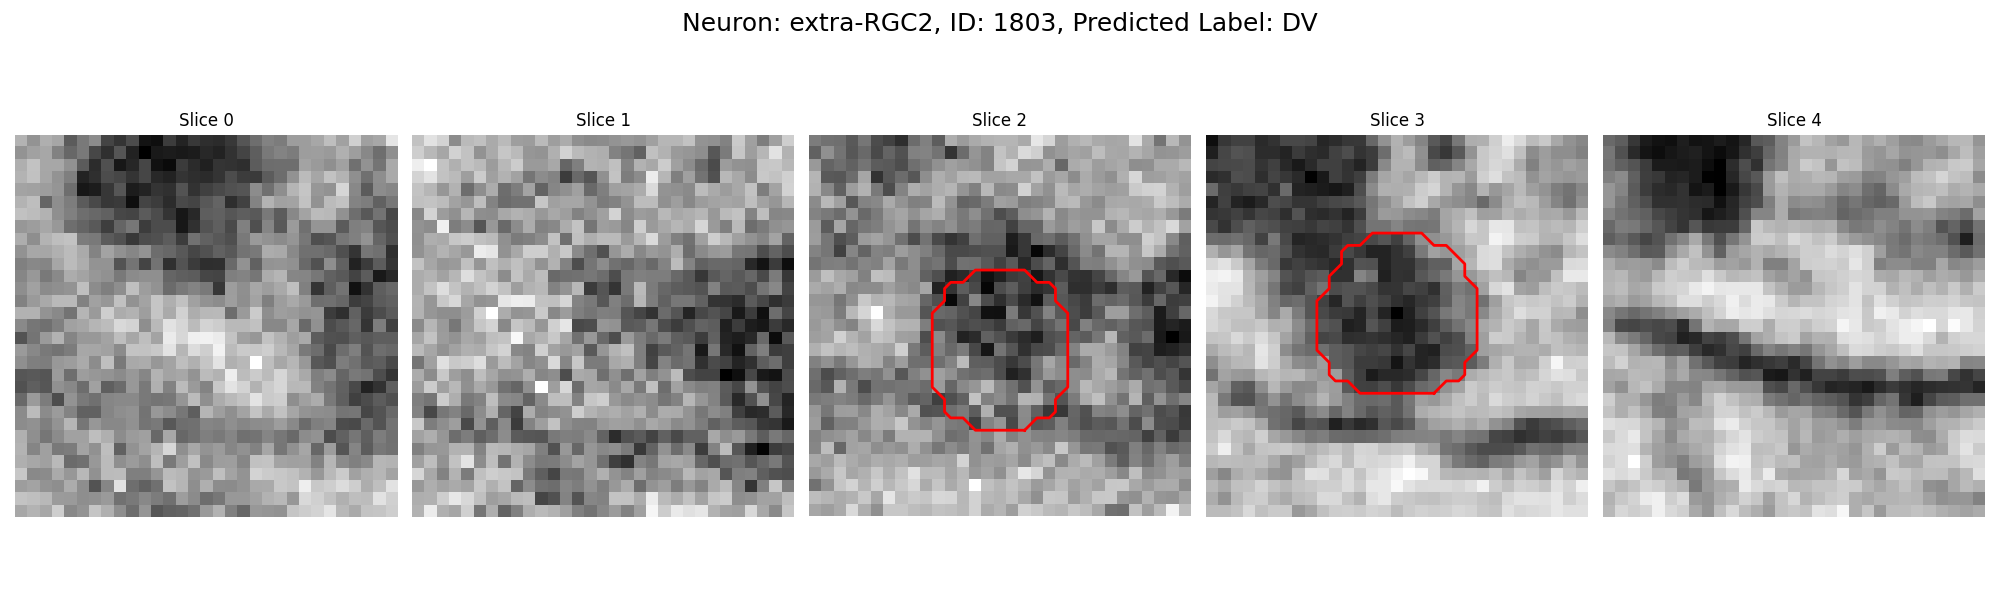 Neuron: extra-RGC2, ID: 1803, Predicted Label: DV
Slice 0
Slice 1
Slice 2
Slice 3
Slice 4